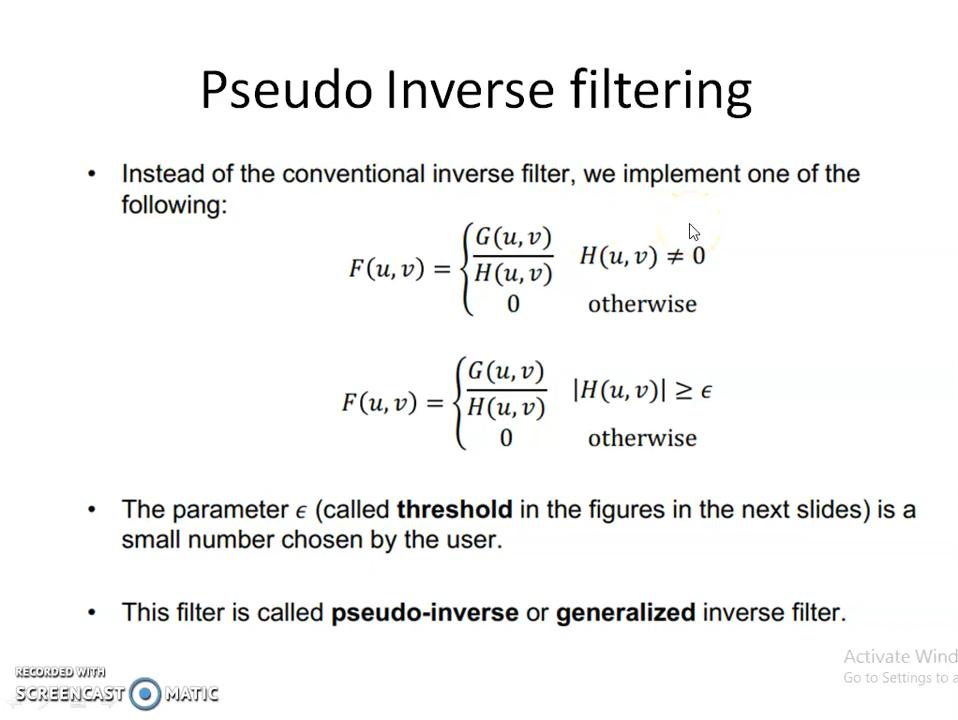 Pseudo Inverse filtering
• Instead of the conventional inverse filter, we implement one of the
following:
F(u, v) = { G(u, v) / H(u, v)   H(u, v) ≠ 0
0   otherwise
F(u, v) = { G(u, v) / H(u, v)   |H(u, v)| ≥ ϵ
0   otherwise
• The parameter ϵ (called threshold in the figures in the next slides) is a
small number chosen by the user.
• This filter is called pseudo-inverse or generalized inverse filter.
Activate Wind
Go to Settings to a
RECORDED WITH
SCREENCAST MATIC